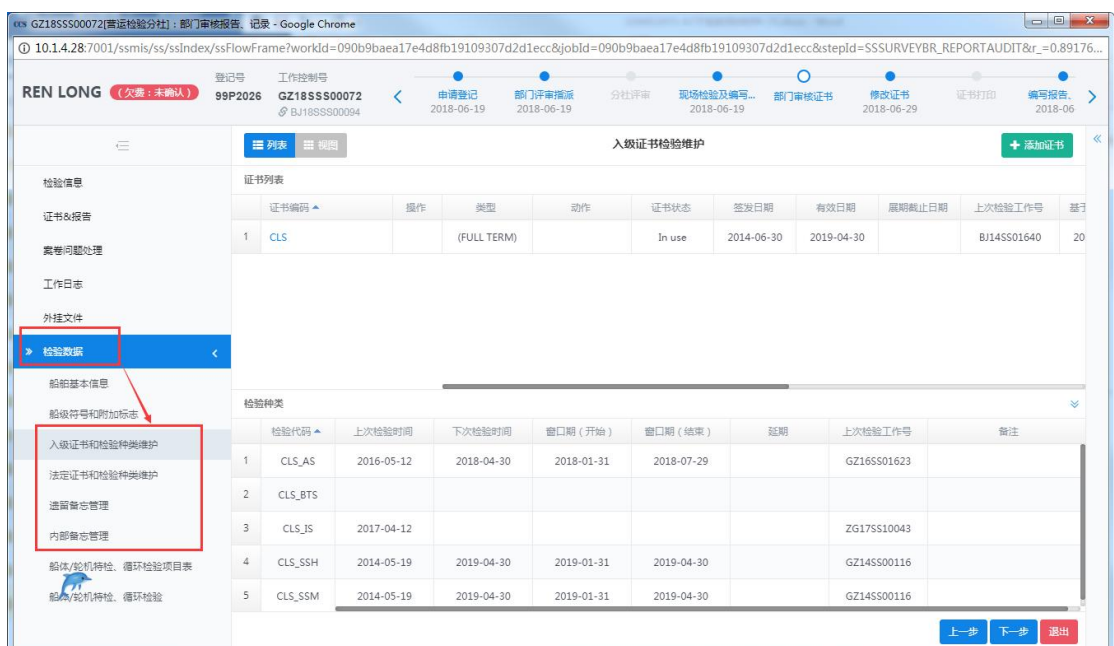 ccs GZ18SSS00072[营运检验分社] : 部门审核报告、记录 - Google Chrome
10.1.4.28:7001/ssmis/ss/ssIndex/ssFlowFrame?workId=090b9baea17e4d8fb19109307d2d1ecc&jobId=090b9baea17e4d8fb19109307d2d1ecc&stepId=SSSURVEYBR_REPORTAUDIT&r_=0.89176...
REN LONG (欠费:未确认) 登记号 99P2026 工作控制号 GZ18SSS00072 BJ18SSS00094
申请登记 2018-06-19 部门评审指派 2018-06-19 分社评审 现场检验及编写... 2018-06-19 部门审核证书 修改证书 2018-06-29 证书打印 编写报告、 2018-06
列表 视图 入级证书检验维护 添加证书
检验信息
证书&报告
案卷问题处理
工作日志
外挂文件
检验数据
船舶基本信息
船级符号和附加标志
入级证书和检验种类维护
法定证书和检验种类维护
遗留备忘管理
内部备忘管理
船体/轮机特检、循环检验项目表
船体/轮机特检、循环检验
证书列表
证书编码 操作 类型 动作 证书状态 签发日期 有效日期 展期截止日期 上次检验工作号 基于
1 CLS (FULL TERM) In use 2014-06-30 2019-04-30 BJ14SS01640 20
检验种类
检验代码 上次检验时间 下次检验时间 窗口期(开始) 窗口期(结束) 延期 上次检验工作号 备注
1 CLS_AS 2016-05-12 2018-04-30 2018-01-31 2018-07-29 GZ16SS01623
2 CLS_BTS
3 CLS_IS 2017-04-12 ZG17SS10043
4 CLS_SSH 2014-05-19 2019-04-30 2019-01-31 2019-04-30 GZ14SS00116
5 CLS_SSM 2014-05-19 2019-04-30 2019-01-31 2019-04-30 GZ14SS00116
上一步 下一步 退出